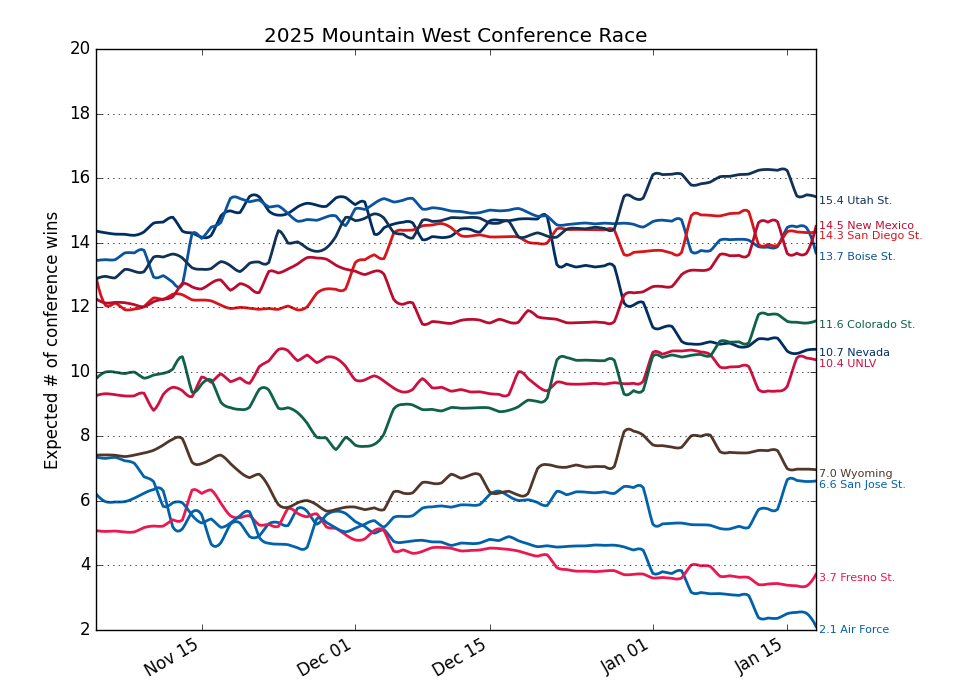 2025 Mountain West Conference Race
Expected # of conference wins
20
18
16
14
12
10
8
6
4
2
15.4 Utah St.
14.5 New Mexico
14.3 San Diego St.
13.7 Boise St.
11.6 Colorado St.
10.7 Nevada
10.4 UNLV
7.0 Wyoming
6.6 San Jose St.
3.7 Fresno St.
2.1 Air Force
Nov 15
Dec 01
Dec 15
Jan 01
Jan 15